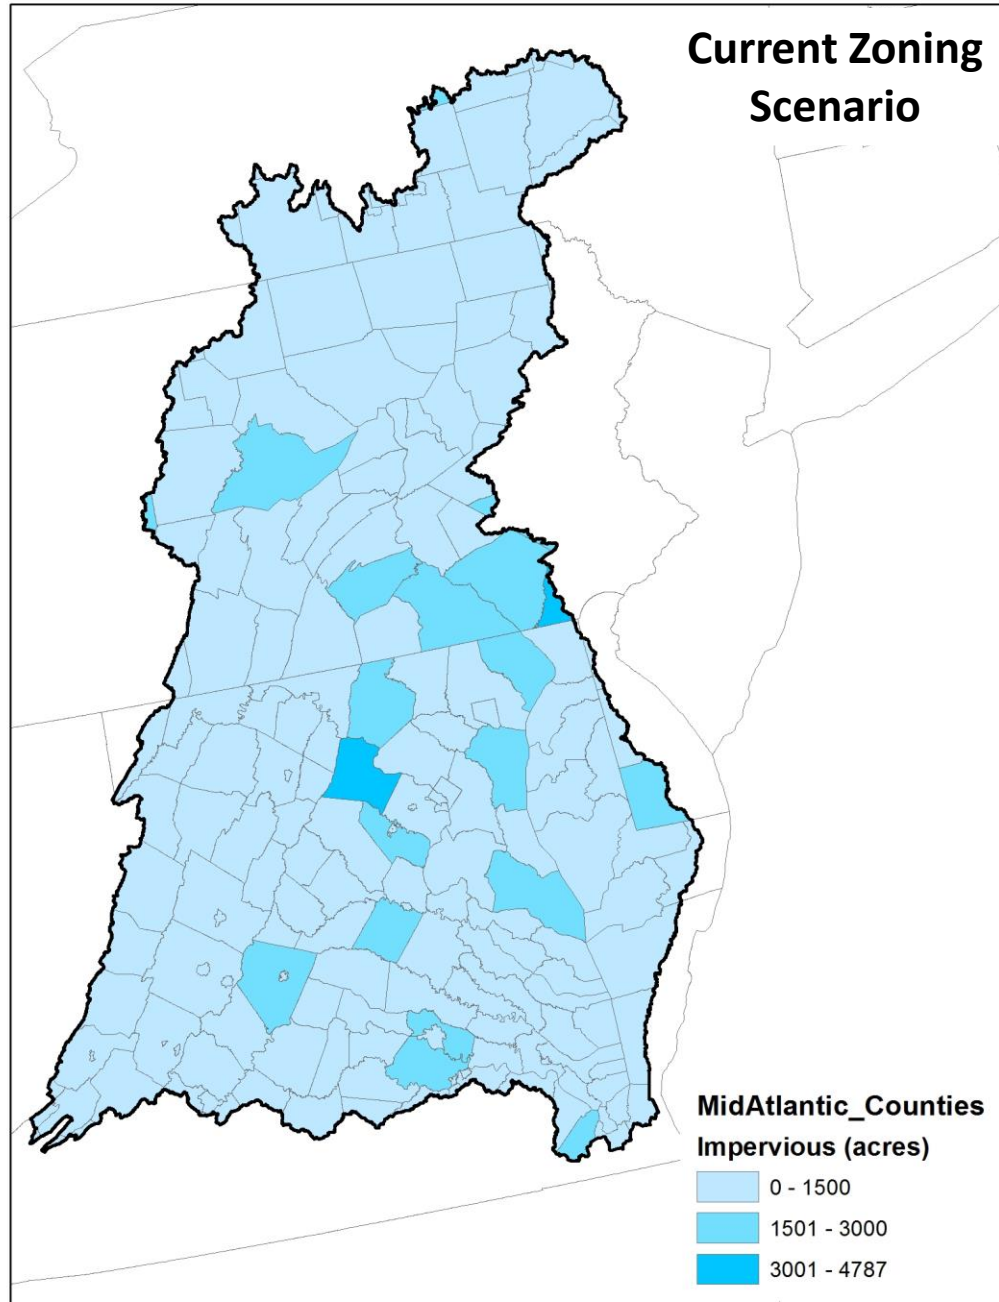 Current Zoning
Scenario
MidAtlantic_Counties
Impervious (acres)
0 - 1500
1501 - 3000
3001 - 4787